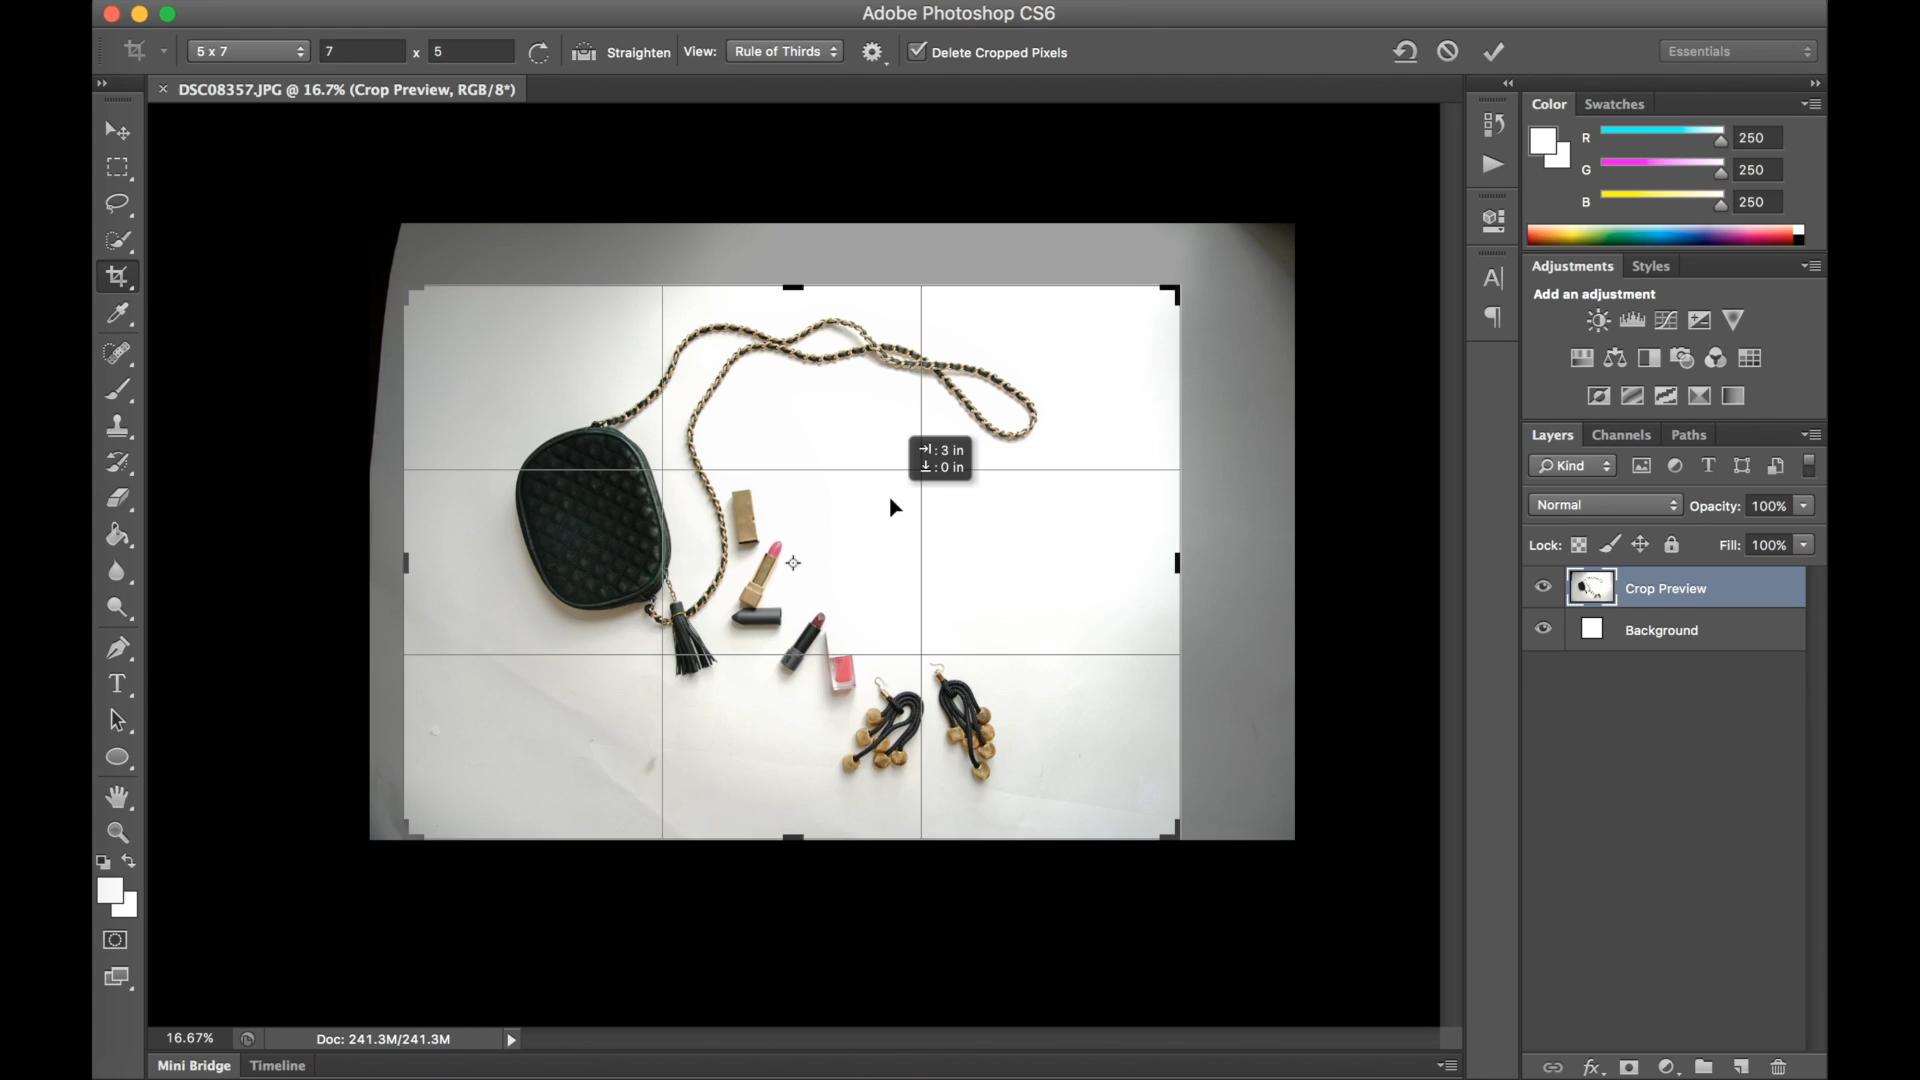 Adobe Photoshop CS6
5 x 7
7
x
5
Straighten
View:
Rule of Thirds
Delete Cropped Pixels
Essentials
× DSC08357.JPG @ 16.7% (Crop Preview, RGB/8*)
Color
Swatches
R
250
G
250
B
250
Adjustments
Styles
Add an adjustment
: 3 in
: 0 in
Layers
Channels
Paths
Kind
Normal
Opacity: 100%
Lock:
Fill: 100%
Crop Preview
Background
16.67%
Doc: 241.3M/241.3M
Mini Bridge
Timeline
fx